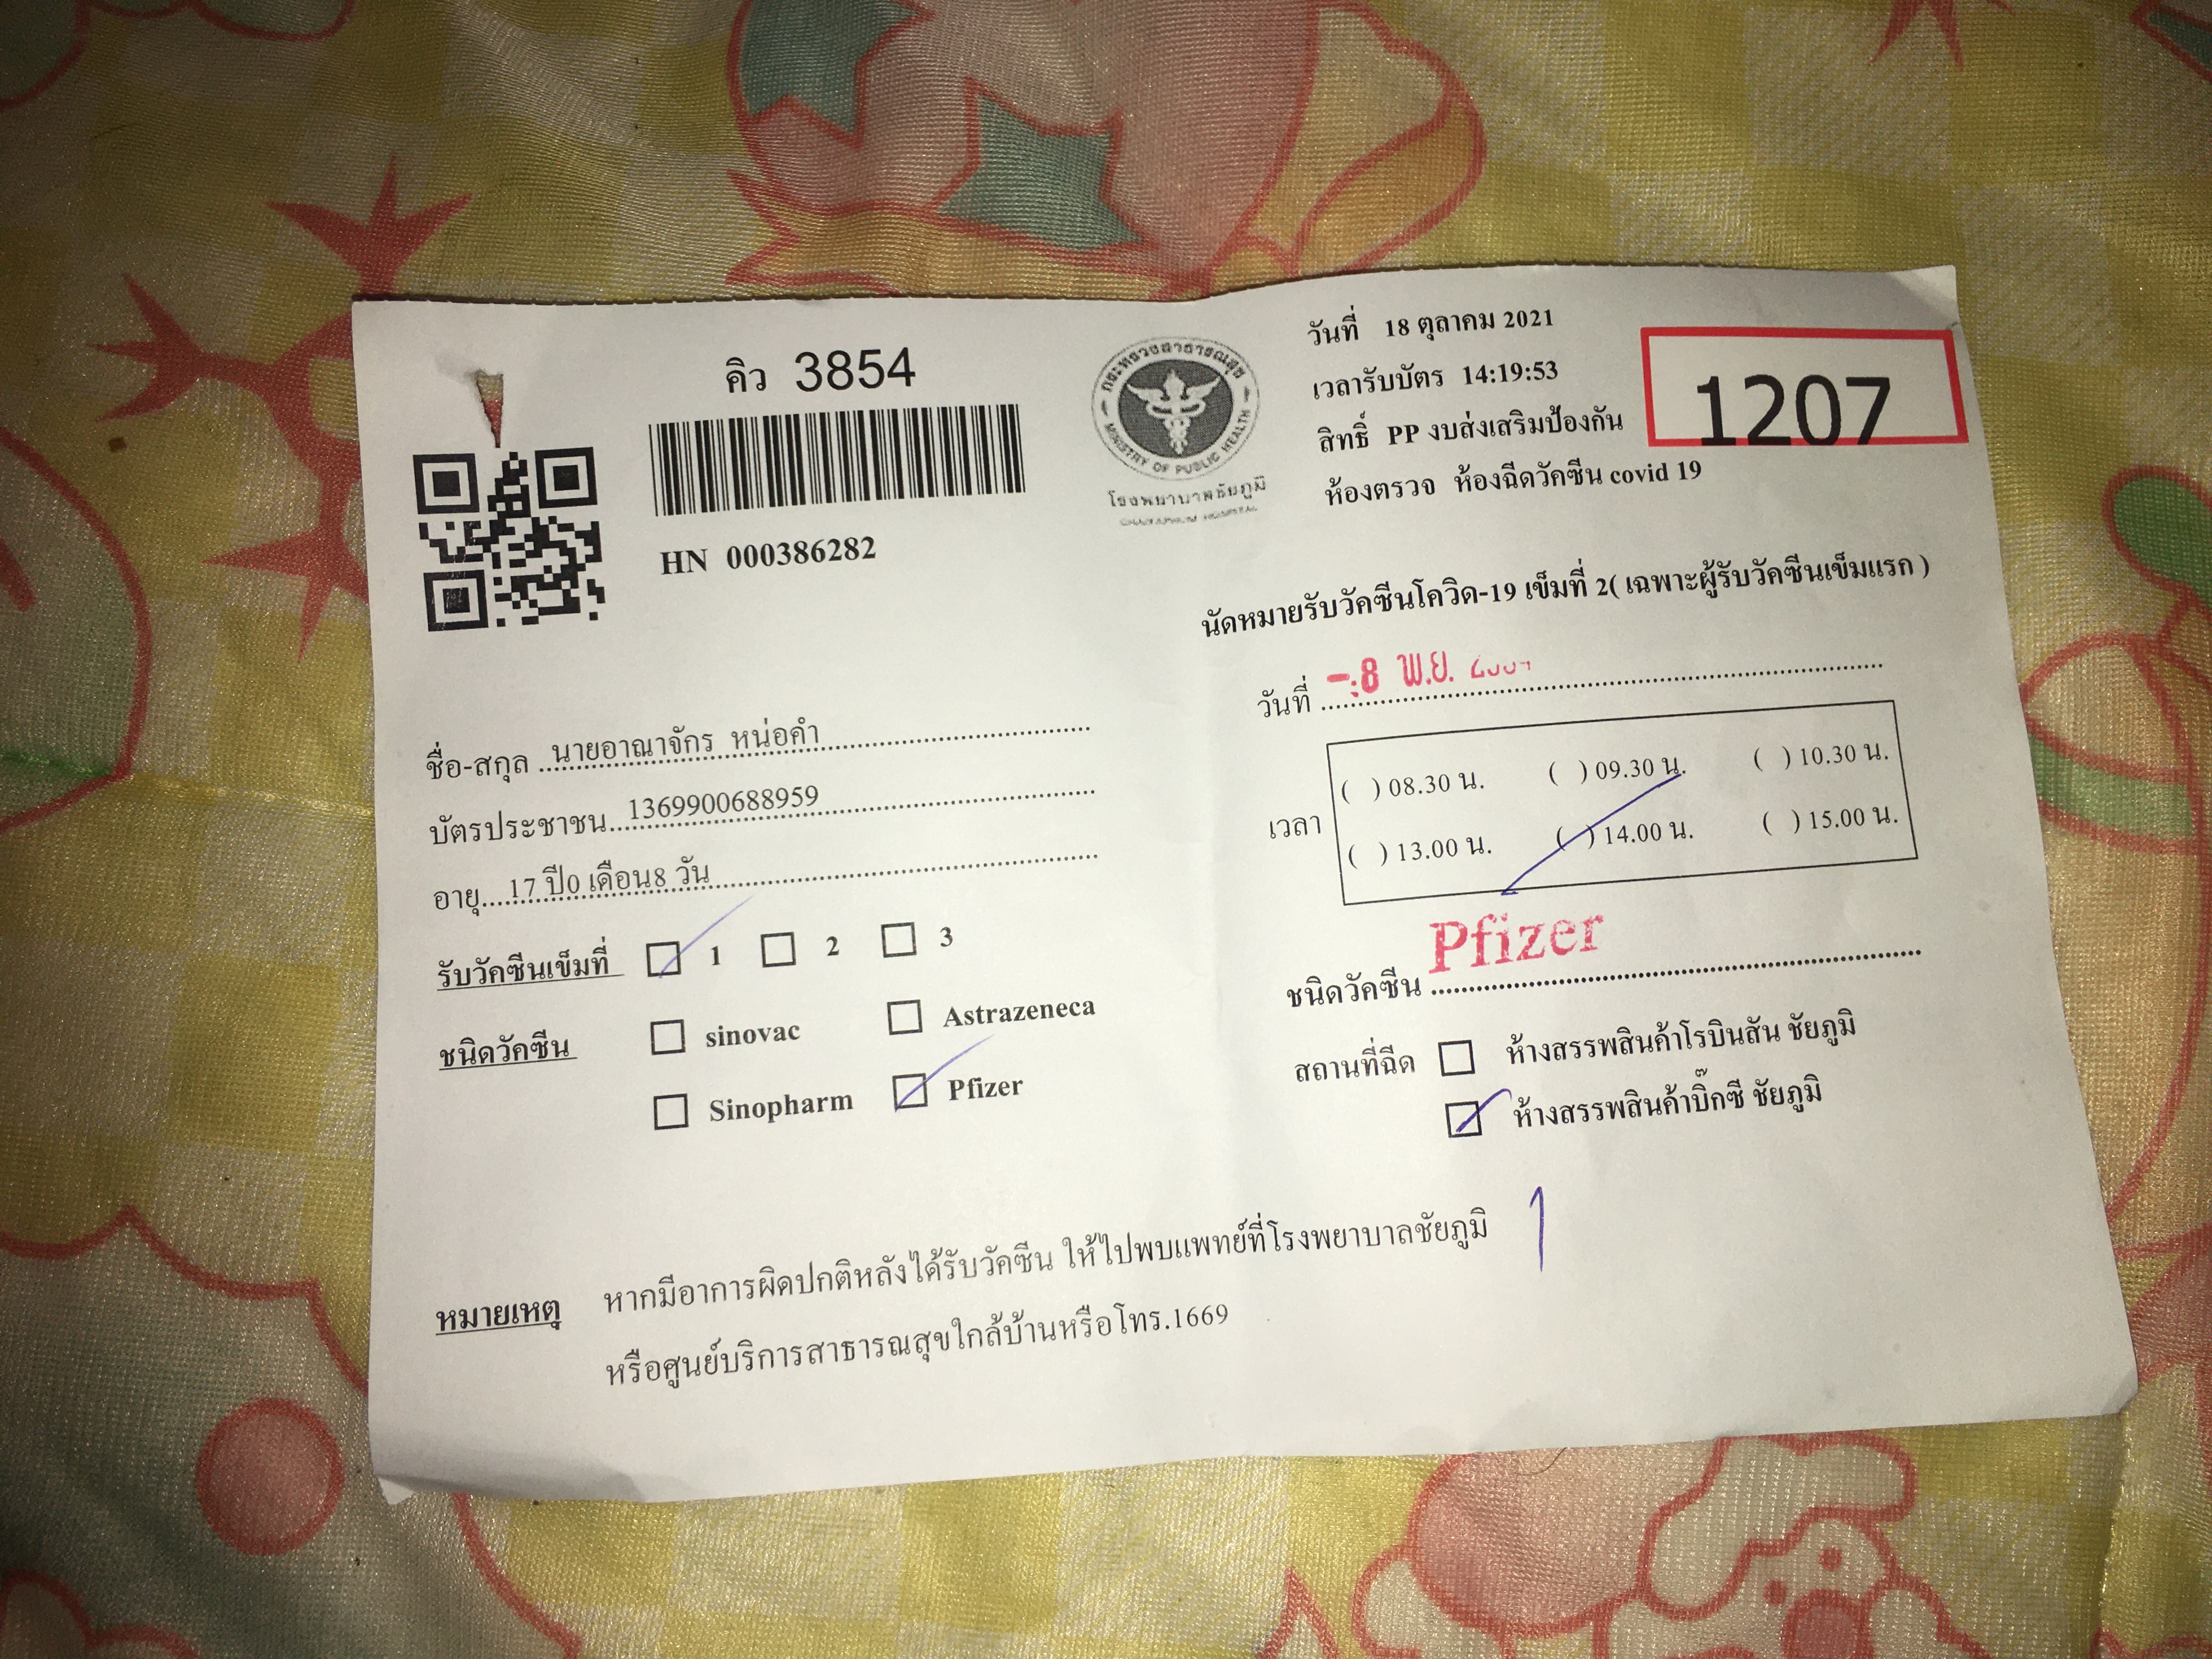 คิว 3854
HN 000386282
กระทรวงสาธารณสุข
MINISTRY OF PUBLIC HEALTH
โรงพยาบาลชัยภูมิ
CHAIYAPHUM HOSPITAL
วันที่ 18 ตุลาคม 2021
เวลารับบัตร 14:19:53
สิทธิ์ PP งบส่งเสริมป้องกัน
ห้องตรวจ ห้องฉีดวัคซีน covid 19
1207
ชื่อ-สกุล ..นายอาณาจักร หน่อคำ
บัตรประชาชน...1369900688959
อายุ....17 ปี0 เดือน8 วัน
รับวัคซีนเข็มที่ ☑ 1 ☐ 2 ☐ 3
ชนิดวัคซีน ☐ sinovac ☐ Astrazeneca
☐ Sinopharm ☑ Pfizer
นัดหมายรับวัคซีนโควิด-19 เข็มที่ 2( เฉพาะผู้รับวัคซีนเข็มแรก )
วันที่ -8 พ.ย.
เวลา ( ) 08.30 น. ( ) 09.30 น. ( ) 10.30 น.
( ) 13.00 น. ( ) 14.00 น. ( ) 15.00 น.
ชนิดวัคซีน Pfizer
สถานที่ฉีด ☐ ห้างสรรพสินค้าโรบินสัน ชัยภูมิ
☑ ห้างสรรพสินค้าบิ๊กซี ชัยภูมิ
หมายเหตุ หากมีอาการผิดปกติหลังได้รับวัคซีน ให้ไปพบแพทย์ที่โรงพยาบาลชัยภูมิ 1
หรือศูนย์บริการสาธารณสุขใกล้บ้านหรือโทร.1669